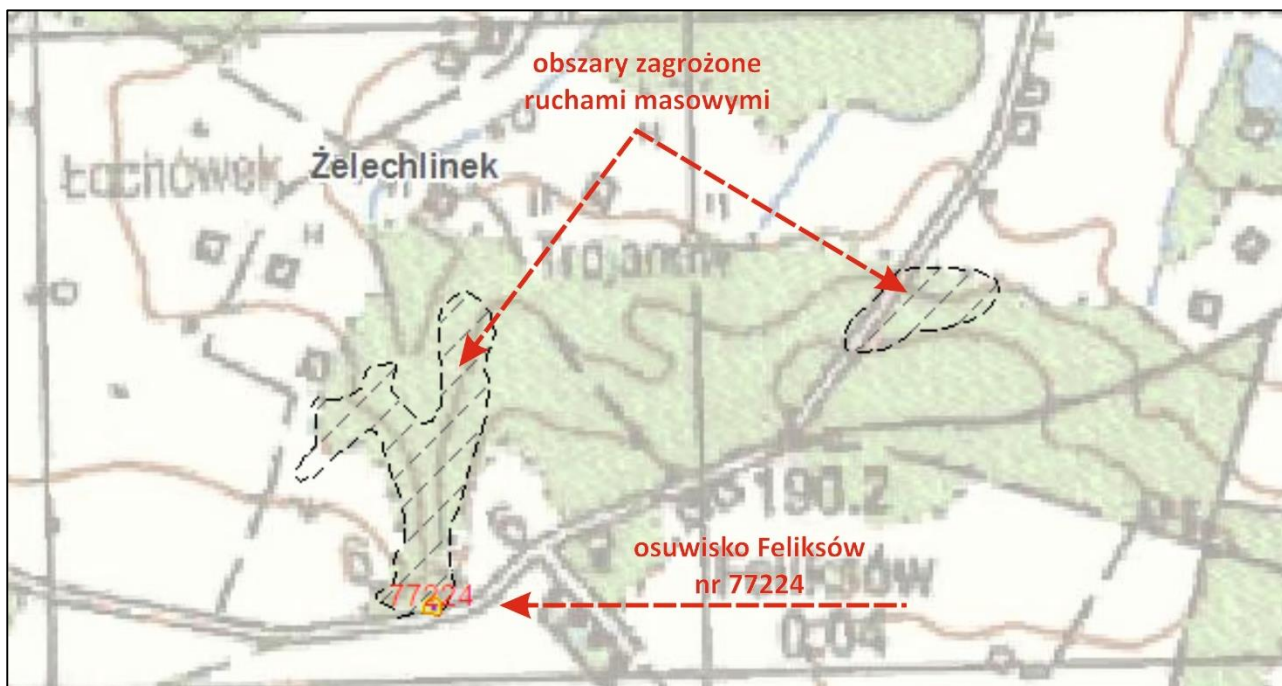 obszary zagrożone
ruchami masowymi
Łochówek
Żelechlinek
Trojanów
190.2
osuwisko Feliksów
nr 77224
Feliksów
77224
0.04